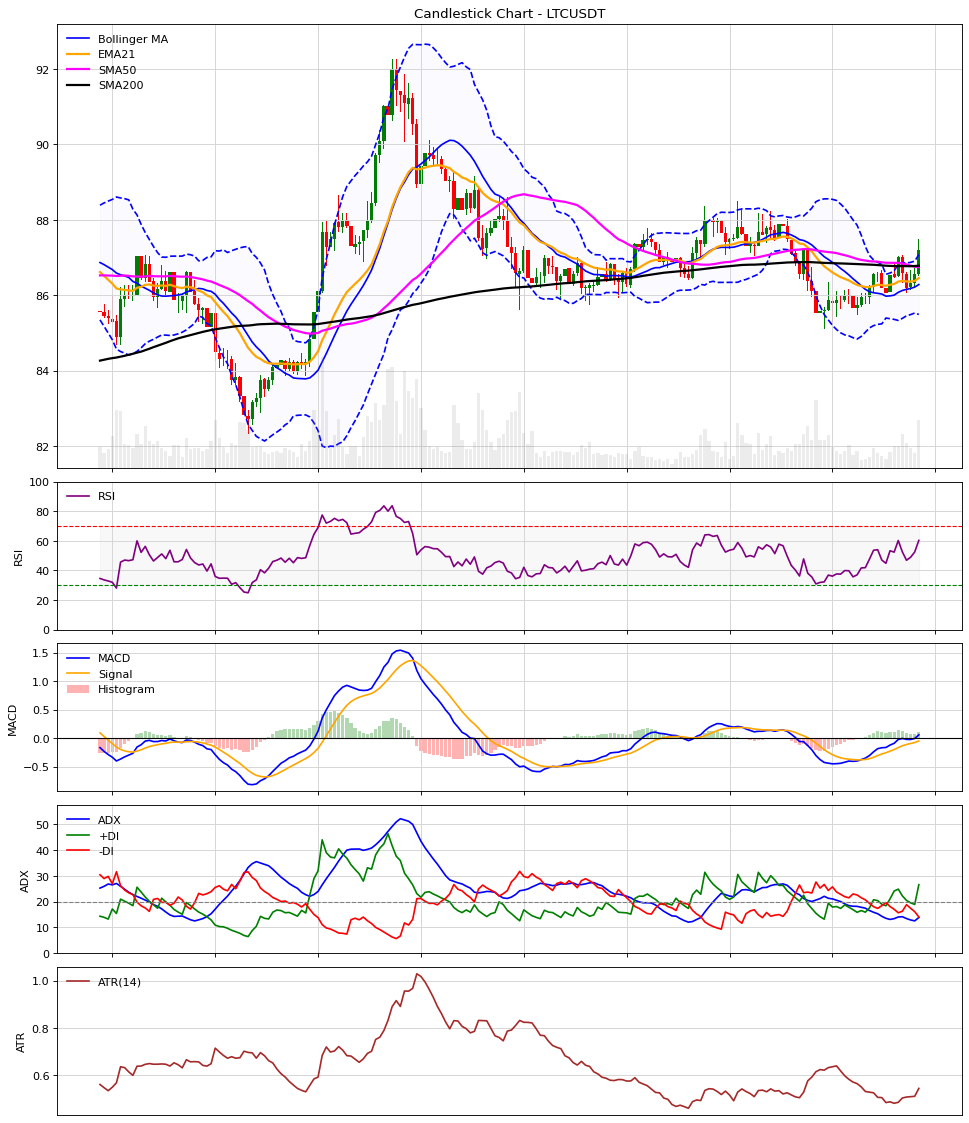 Candlestick Chart - LTCUSDT
Bollinger MA
EMA21
SMA50
SMA200
92
90
88
86
84
82
RSI
RSI
100
80
60
40
20
0
MACD
Signal
Histogram
MACD
1.5
1.0
0.5
0.0
−0.5
ADX
+DI
-DI
ADX
50
40
30
20
10
0
ATR(14)
ATR
1.0
0.8
0.6